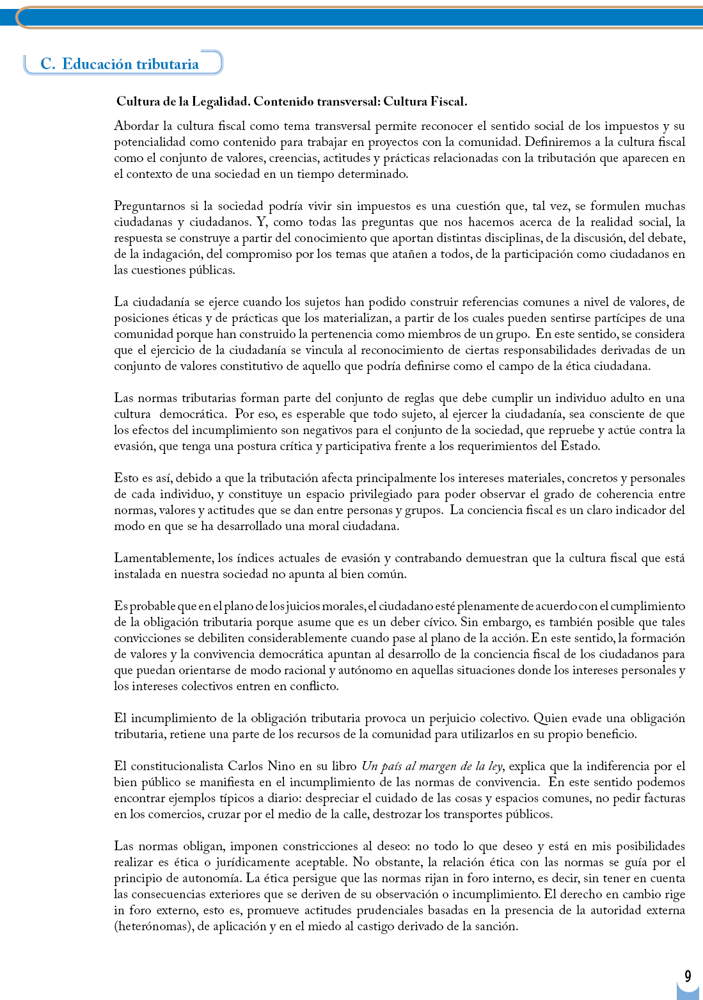 C. Educación tributaria
Cultura de la Legalidad. Contenido transversal: Cultura Fiscal.
Abordar la cultura fiscal como tema transversal permite reconocer el sentido social de los impuestos y su
potencialidad como contenido para trabajar en proyectos con la comunidad. Definiremos a la cultura fiscal
como el conjunto de valores, creencias, actitudes y prácticas relacionadas con la tributación que aparecen en
el contexto de una sociedad en un tiempo determinado.
Preguntarnos si la sociedad podría vivir sin impuestos es una cuestión que, tal vez, se formulen muchas
ciudadanas y ciudadanos. Y, como todas las preguntas que nos hacemos acerca de la realidad social, la
respuesta se construye a partir del conocimiento que aportan distintas disciplinas, de la discusión, del debate,
de la indagación, del compromiso por los temas que atañen a todos, de la participación como ciudadanos en
las cuestiones públicas.
La ciudadanía se ejerce cuando los sujetos han podido construir referencias comunes a nivel de valores, de
posiciones éticas y de prácticas que los materializan, a partir de los cuales pueden sentirse partícipes de una
comunidad porque han construido la pertenencia como miembros de un grupo.  En este sentido, se considera
que el ejercicio de la ciudadanía se vincula al reconocimiento de ciertas responsabilidades derivadas de un
conjunto de valores constitutivo de aquello que podría definirse como el campo de la ética ciudadana.
Las normas tributarias forman parte del conjunto de reglas que debe cumplir un individuo adulto en una
cultura  democrática.  Por eso, es esperable que todo sujeto, al ejercer la ciudadanía, sea consciente de que
los efectos del incumplimiento son negativos para el conjunto de la sociedad, que repruebe y actúe contra la
evasión, que tenga una postura crítica y participativa frente a los requerimientos del Estado.
Esto es así, debido a que la tributación afecta principalmente los intereses materiales, concretos y personales
de cada individuo, y constituye un espacio privilegiado para poder observar el grado de coherencia entre
normas, valores y actitudes que se dan entre personas y grupos.  La conciencia fiscal es un claro indicador del
modo en que se ha desarrollado una moral ciudadana.
Lamentablemente, los índices actuales de evasión y contrabando demuestran que la cultura fiscal que está
instalada en nuestra sociedad no apunta al bien común.
Es probable que en el plano de los juicios morales, el ciudadano esté plenamente de acuerdo con el cumplimiento
de la obligación tributaria porque asume que es un deber cívico. Sin embargo, es también posible que tales
convicciones se debiliten considerablemente cuando pase al plano de la acción. En este sentido, la formación
de valores y la convivencia democrática apuntan al desarrollo de la conciencia fiscal de los ciudadanos para
que puedan orientarse de modo racional y autónomo en aquellas situaciones donde los intereses personales y
los intereses colectivos entren en conflicto.
El incumplimiento de la obligación tributaria provoca un perjuicio colectivo. Quien evade una obligación
tributaria, retiene una parte de los recursos de la comunidad para utilizarlos en su propio beneficio.
El constitucionalista Carlos Nino en su libro Un país al margen de la ley, explica que la indiferencia por el
bien público se manifiesta en el incumplimiento de las normas de convivencia.  En este sentido podemos
encontrar ejemplos típicos a diario: despreciar el cuidado de las cosas y espacios comunes, no pedir facturas
en los comercios, cruzar por el medio de la calle, destrozar los transportes públicos.
Las normas obligan, imponen constricciones al deseo: no todo lo que deseo y está en mis posibilidades
realizar es ética o jurídicamente aceptable. No obstante, la relación ética con las normas se guía por el
principio de autonomía. La ética persigue que las normas rijan in foro interno, es decir, sin tener en cuenta
las consecuencias exteriores que se deriven de su observación o incumplimiento. El derecho en cambio rige
in foro externo, esto es, promueve actitudes prudenciales basadas en la presencia de la autoridad externa
(heterónomas), de aplicación y en el miedo al castigo derivado de la sanción.
9